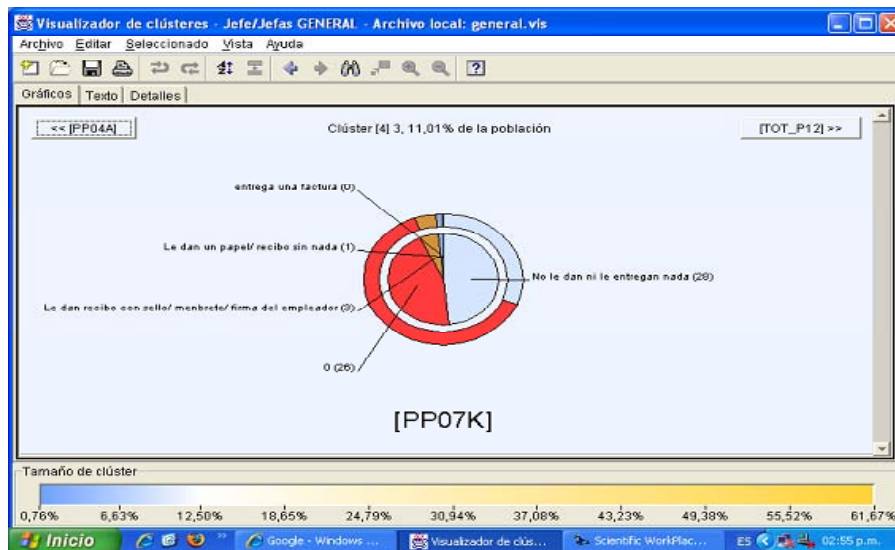 Visualizador de clústeres - Jefe/Jefas GENERAL - Archivo local: general.vis
Archivo Editar Seleccionado Vista Ayuda
Gráficos Texto Detalles
<< [PP04A]
Clúster [4] 3, 11,01% de la población
[TOT_P12] >>
entrega una factura (0)
Le dan un papel/ recibo sin nada (1)
No le dan ni le entregan nada (28)
Le dan recibo con sello/ menbrete/ firma del empleador (3)
0 (26)
[PP07K]
Tamaño de clúster
0,76% 6,63% 12,50% 18,65% 24,79% 30,94% 37,08% 43,23% 49,38% 55,52% 61,67%
Inicio
Google - Windows ...
Visualizador de clús...
Scientific WorkPlac...
ES
02:55 p.m.